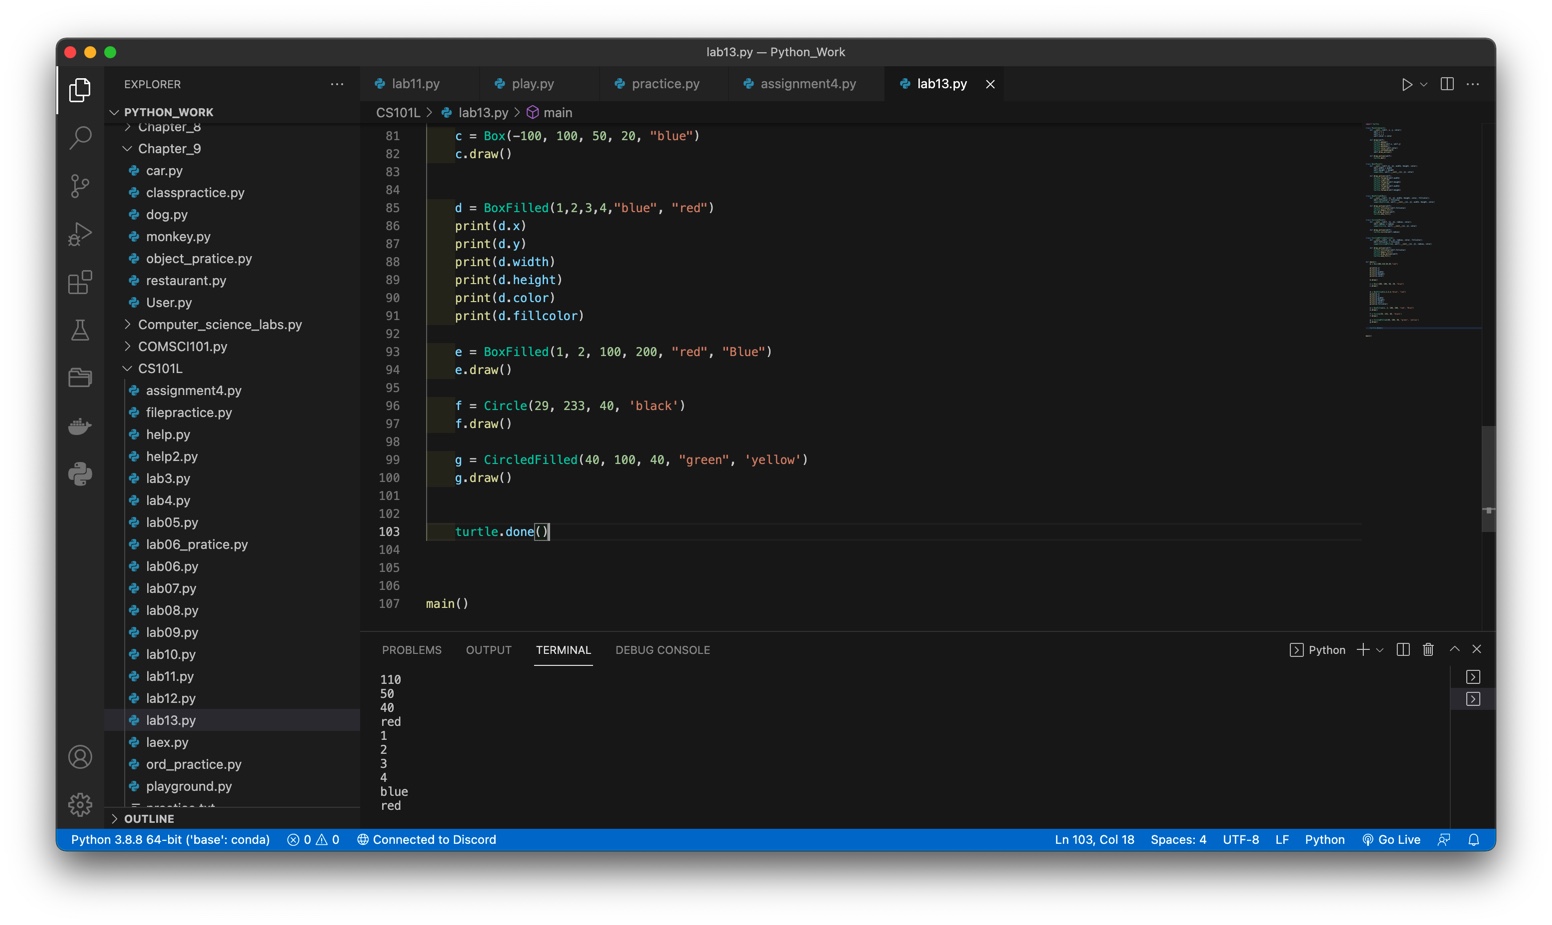 lab13.py — Python_Work
EXPLORER
lab11.py
play.py
practice.py
assignment4.py
lab13.py
PYTHON_WORK
Chapter_8
Chapter_9
car.py
classpractice.py
dog.py
monkey.py
object_pratice.py
restaurant.py
User.py
Computer_science_labs.py
COMSCI101.py
CS101L
assignment4.py
filepractice.py
help.py
help2.py
lab3.py
lab4.py
lab05.py
lab06_pratice.py
lab06.py
lab07.py
lab08.py
lab09.py
lab10.py
lab11.py
lab12.py
lab13.py
laex.py
ord_practice.py
playground.py
practice.txt
OUTLINE
CS101L > lab13.py > main
81 c = Box(-100, 100, 50, 20, "blue")
82 c.draw()
83
84
85 d = BoxFilled(1,2,3,4,"blue", "red")
86 print(d.x)
87 print(d.y)
88 print(d.width)
89 print(d.height)
90 print(d.color)
91 print(d.fillcolor)
92
93 e = BoxFilled(1, 2, 100, 200, "red", "Blue")
94 e.draw()
95
96 f = Circle(29, 233, 40, 'black')
97 f.draw()
98
99 g = CircledFilled(40, 100, 40, "green", 'yellow')
100 g.draw()
101
102
103 turtle.done()
104
105
106
107 main()
PROBLEMS OUTPUT TERMINAL DEBUG CONSOLE
Python
110
50
40
red
1
2
3
4
blue
red
Python 3.8.8 64-bit ('base': conda) 0 0 Connected to Discord
Ln 103, Col 18 Spaces: 4 UTF-8 LF Python Go Live